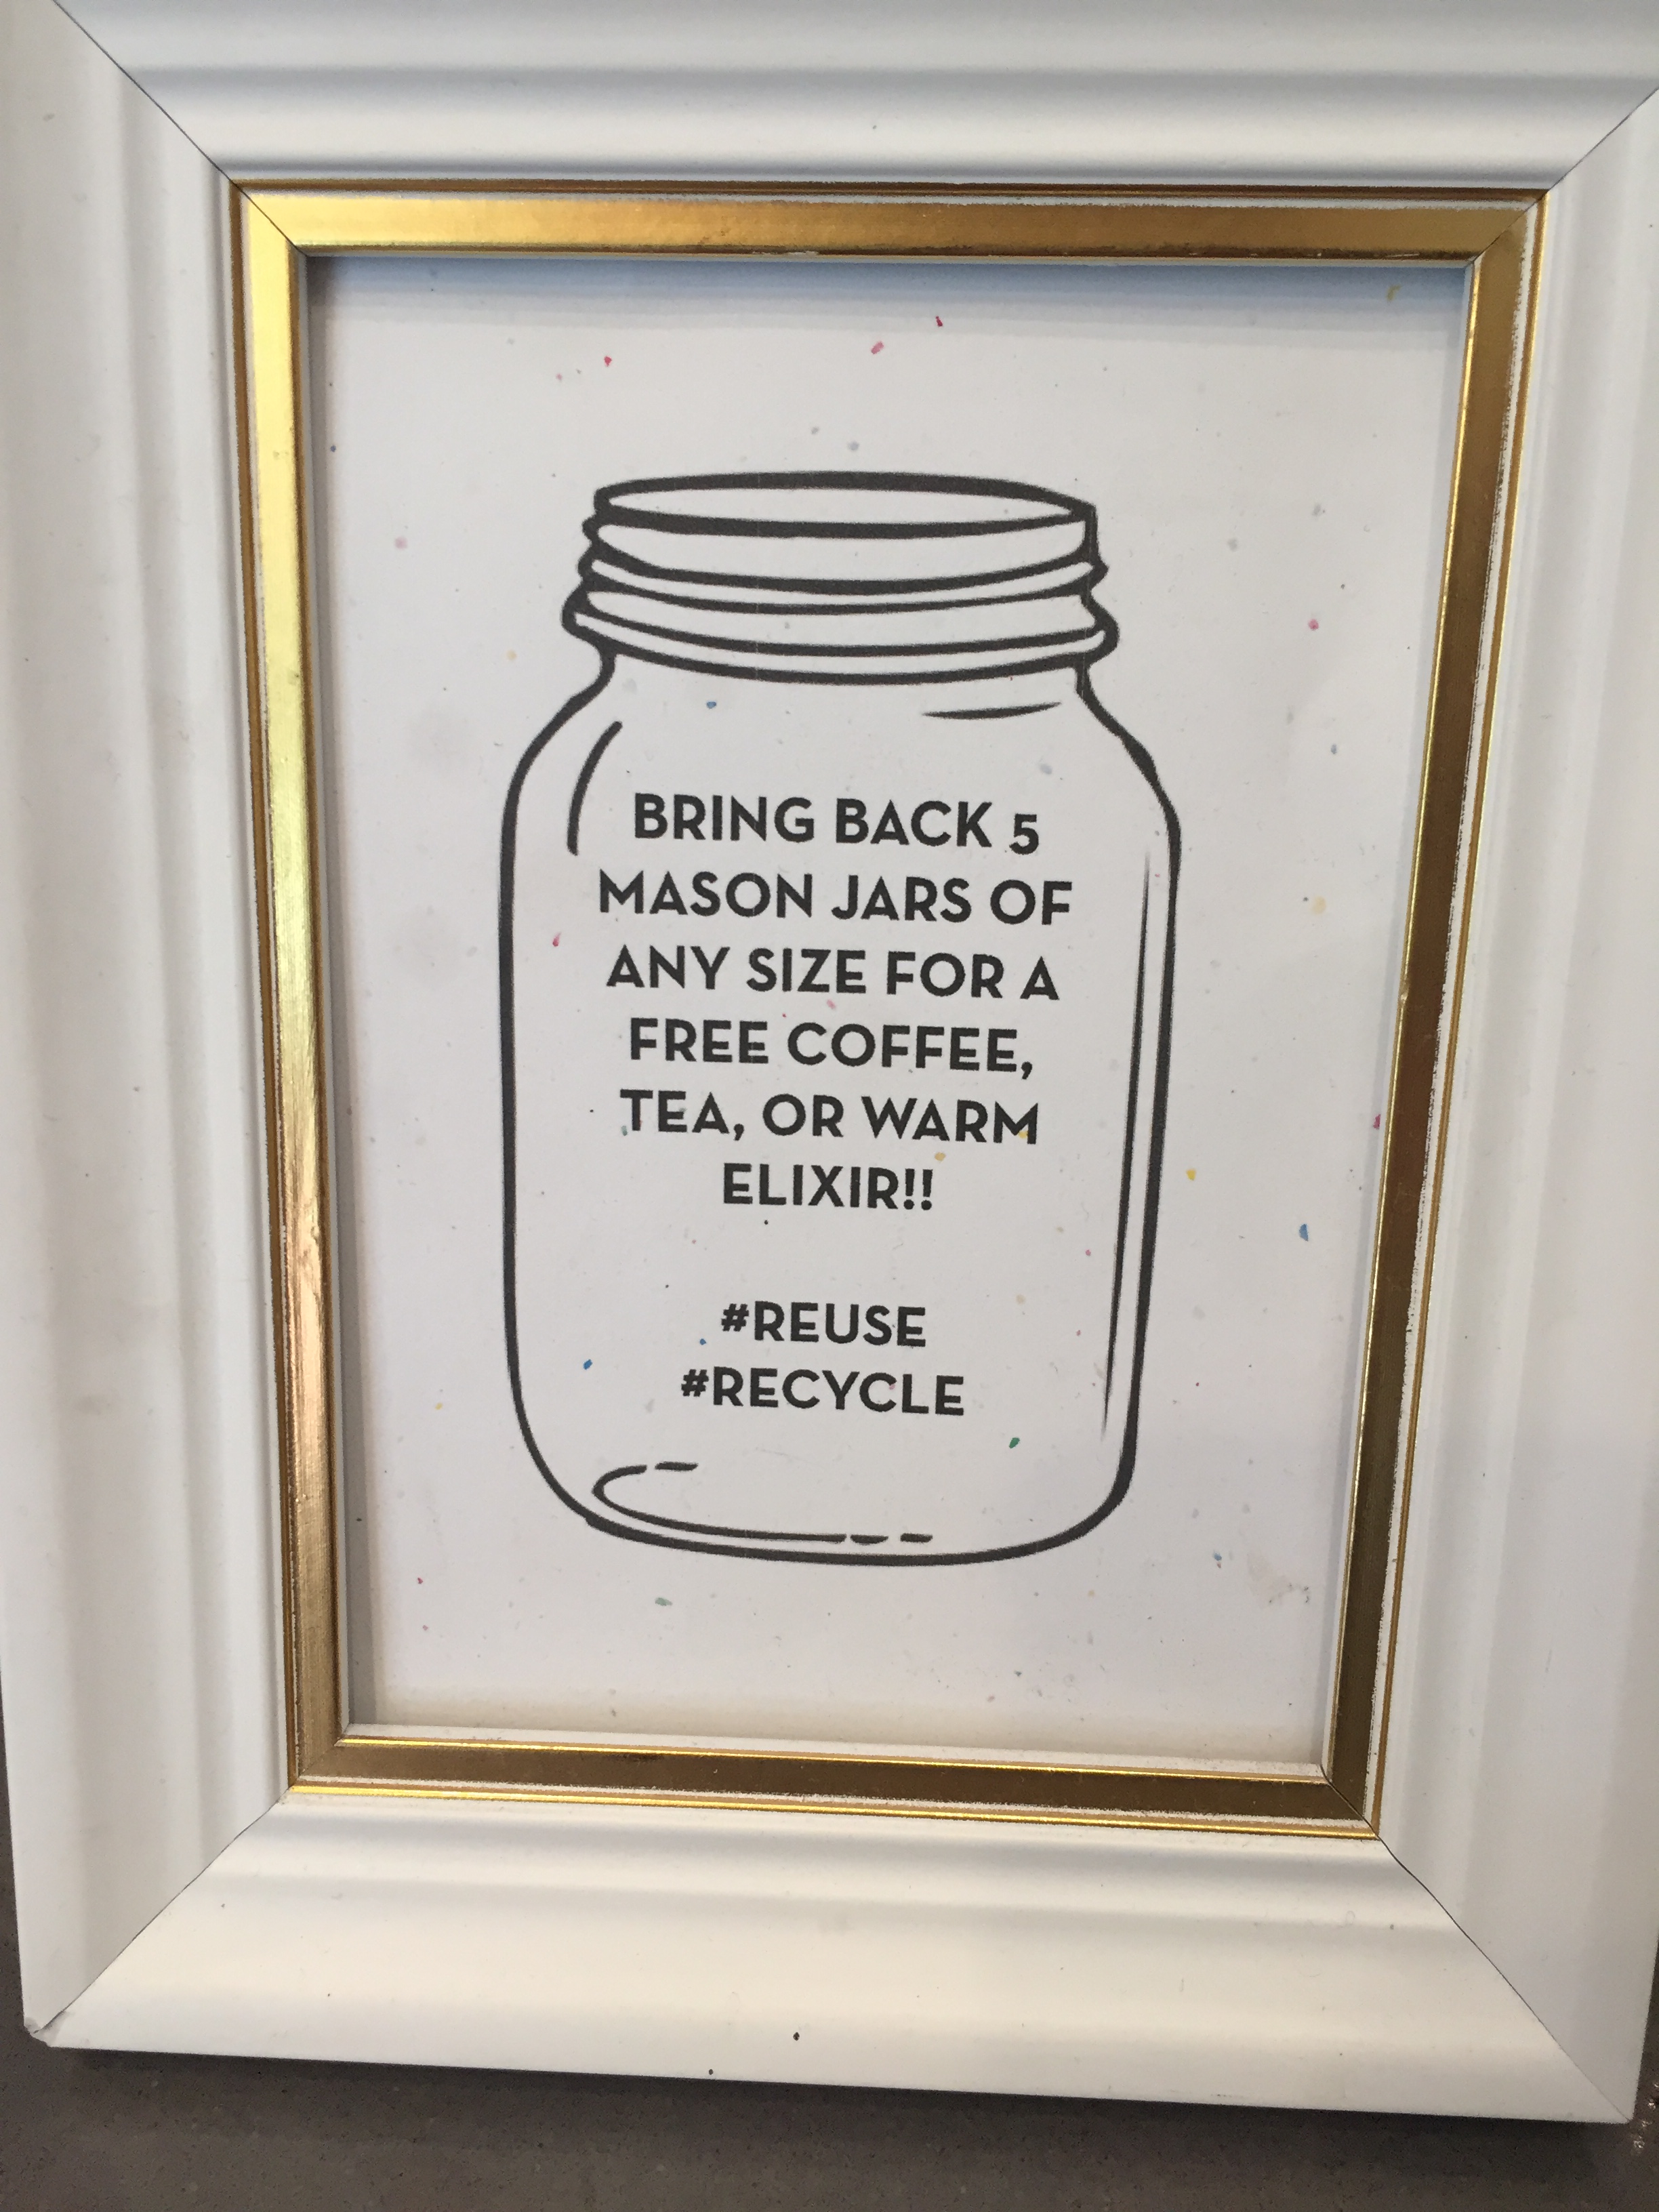 BRING BACK 5
MASON JARS OF
ANY SIZE FOR A
FREE COFFEE,
TEA, OR WARM
ELIXIR!!
#REUSE
#RECYCLE